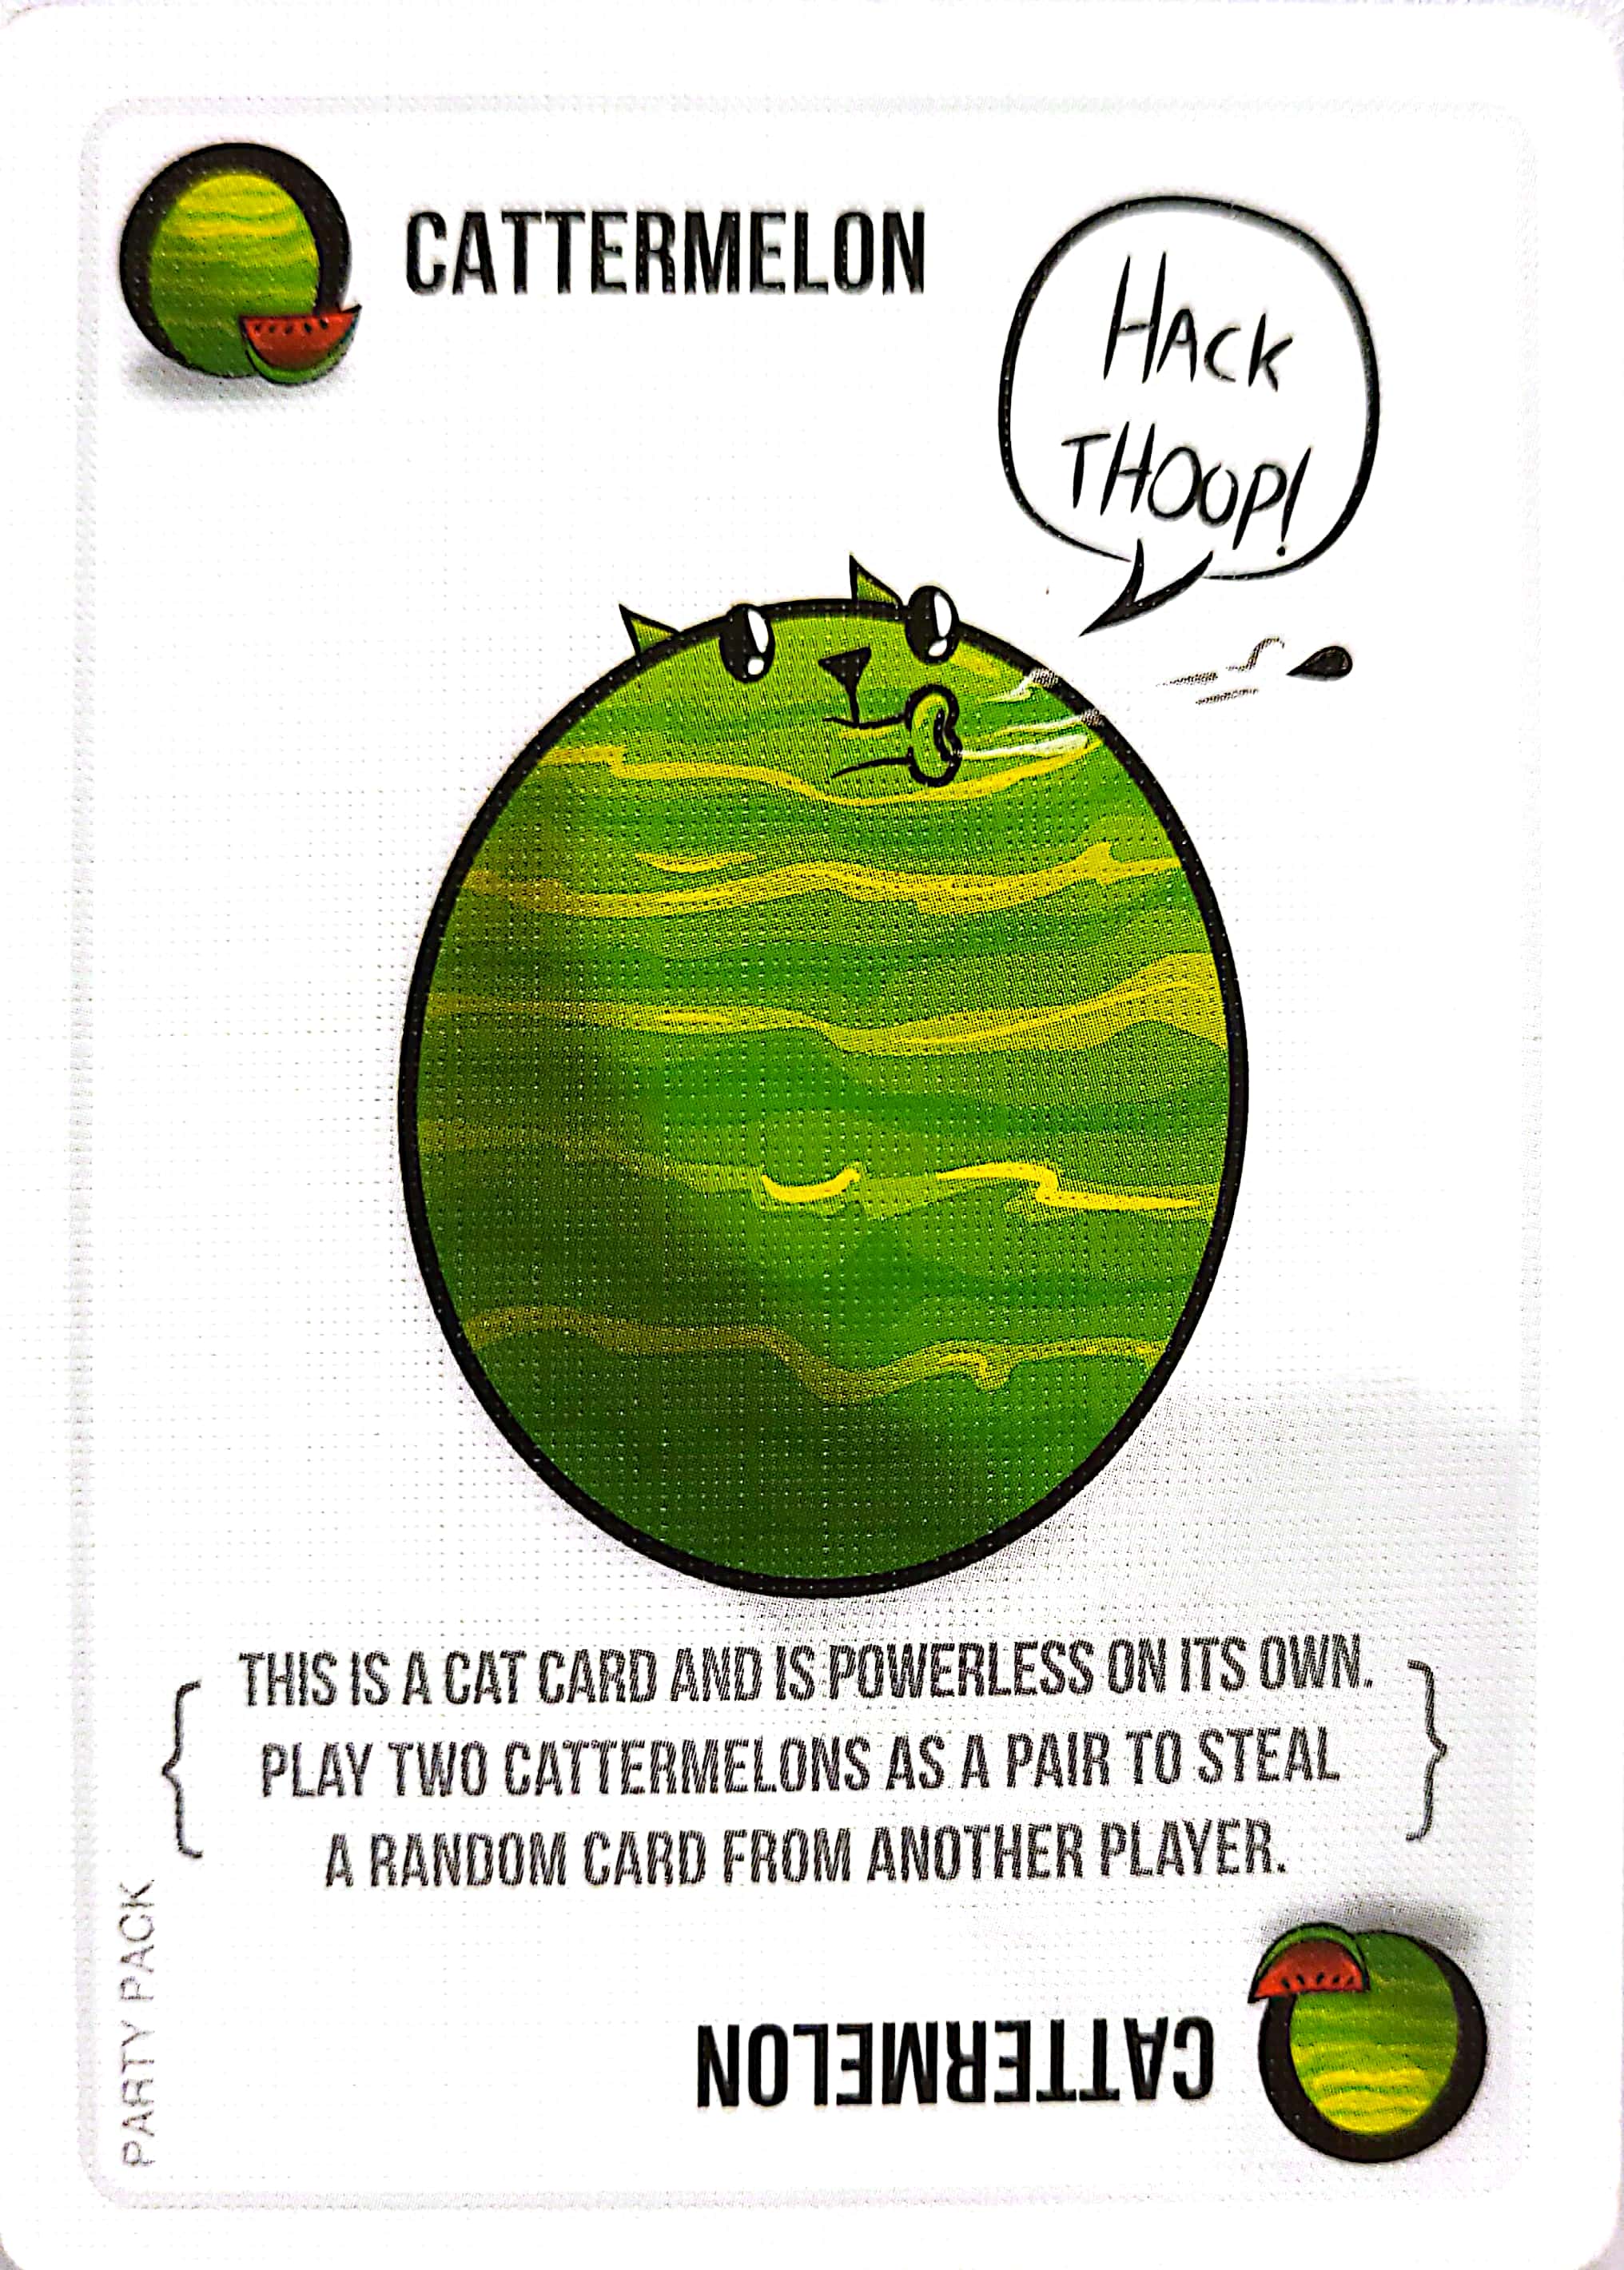 CATTERMELON
HACK
THOOP!
THIS IS A CAT CARD AND IS POWERLESS ON ITS OWN.
PLAY TWO CATTERMELONS AS A PAIR TO STEAL
A RANDOM CARD FROM ANOTHER PLAYER.
PARTY PACK
CATTERMELON